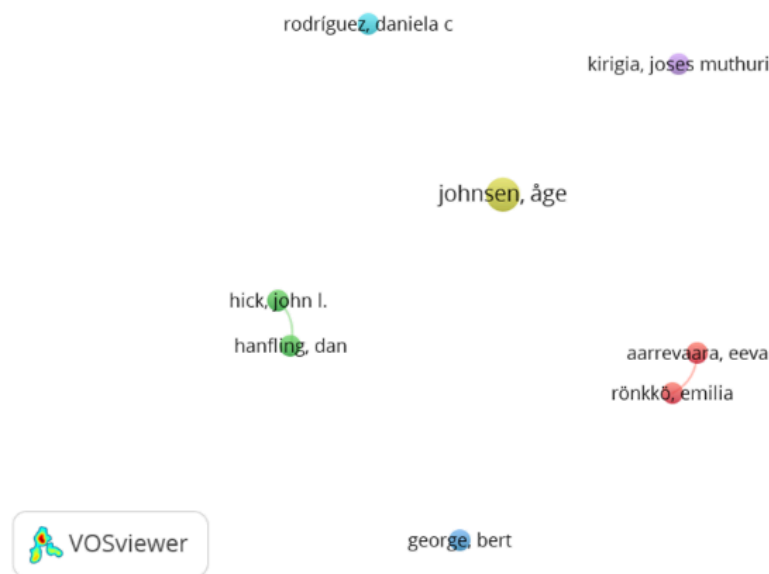 rodríguez, daniela c
kirigia, joses muthuri
johnsen, åge
hick, john l.
hanfling, dan
aarrevaara, eeva
rönkkö, emilia
george, bert
VOSviewer